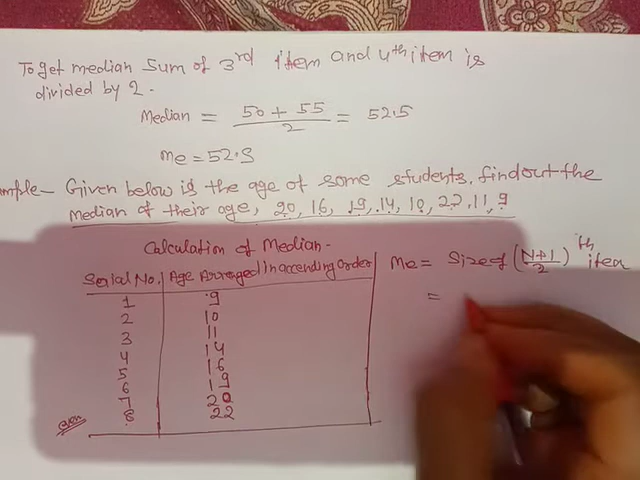 To get median Sum of 3rd item and 4th item is
divided by 2.
Median = 50 + 55 / 2 = 52.5
Me = 52.5
mple- Given below is the age of some students. find out the
Median of their age, 20, 16, 19, 14, 10, 22, 11, 9
Calculation of Median-
Serial No. Age Arranged in accending order
1 9
2 10
3 11
4 14
5 16
6 19
7 20
8 22
even
Me = Size of (N+1/2)th item
=